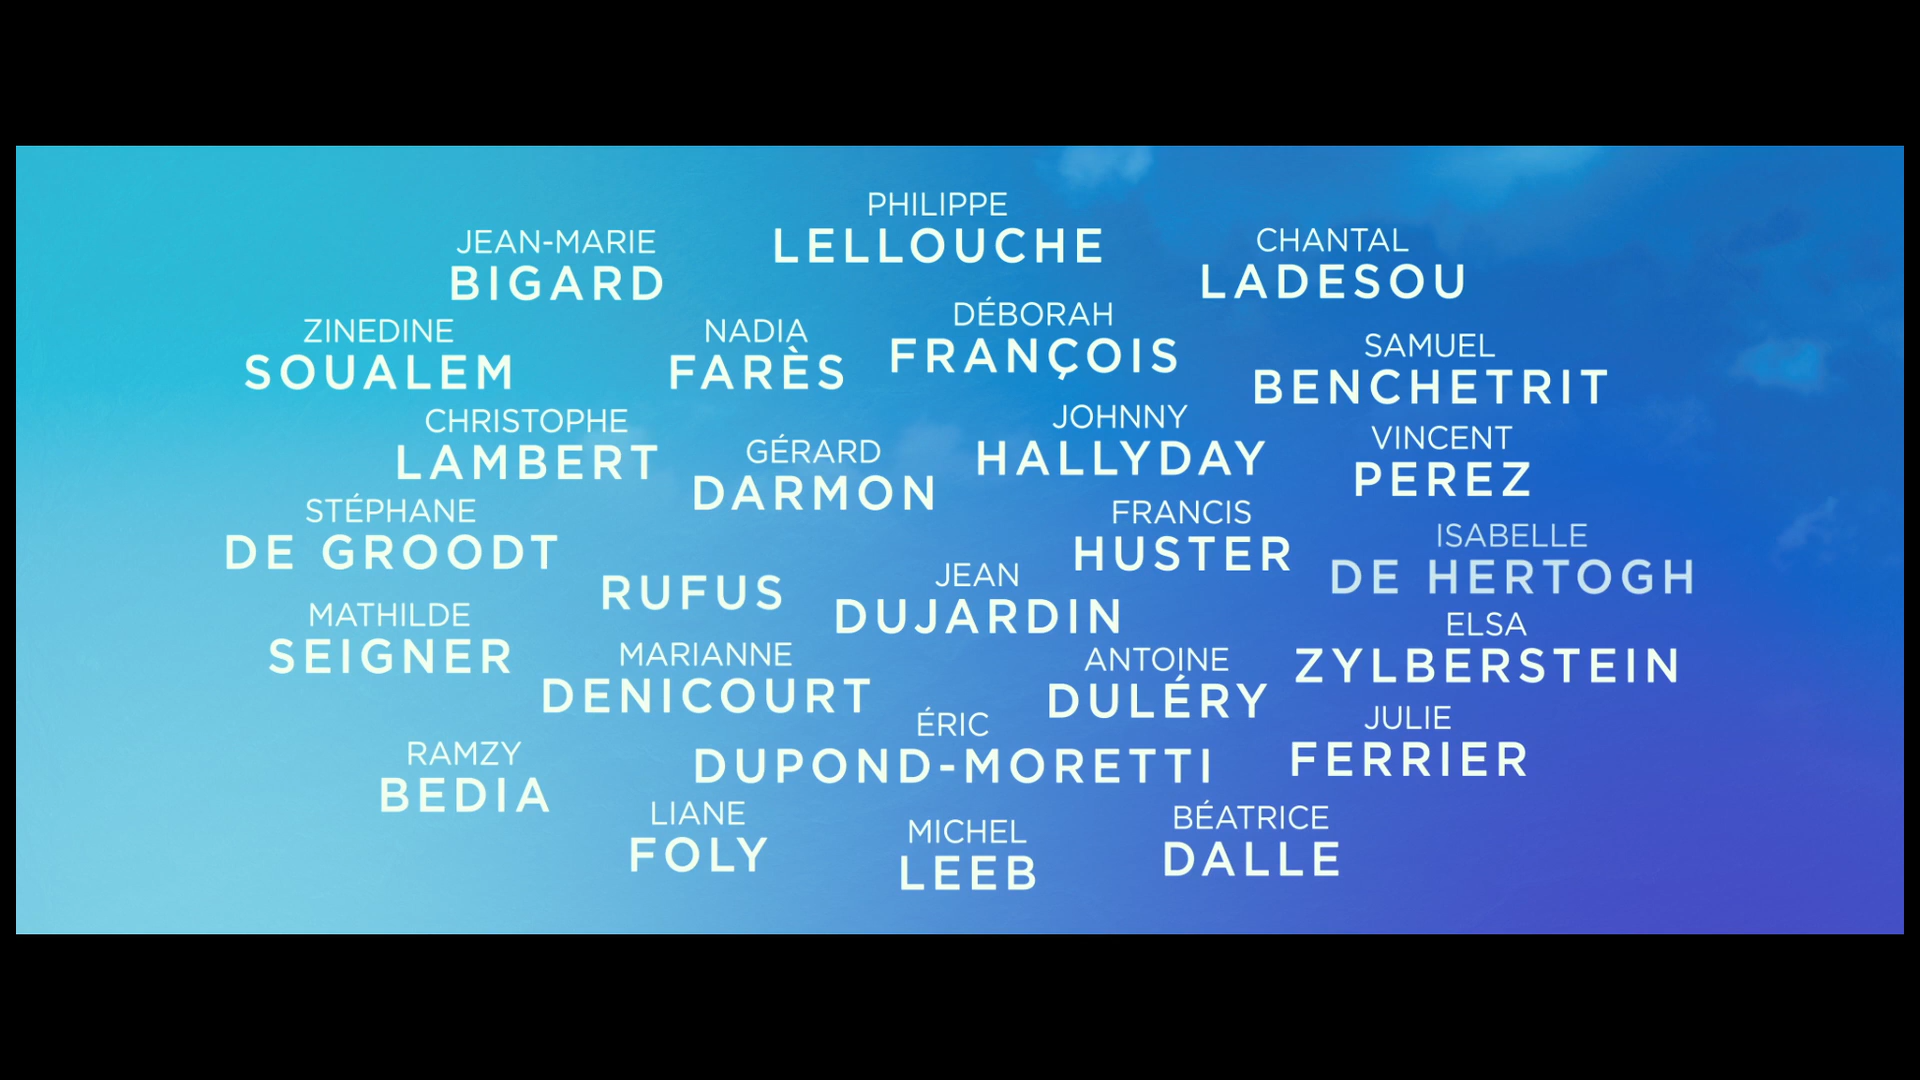 PHILIPPE
LELLOUCHE
JEAN-MARIE
BIGARD
CHANTAL
LADESOU
ZINEDINE
SOUALEM
NADIA
FARÈS
DÉBORAH
FRANÇOIS
SAMUEL
BENCHETRIT
CHRISTOPHE
LAMBERT
GÉRARD
DARMON
JOHNNY
HALLYDAY
VINCENT
PEREZ
STÉPHANE
DE GROODT
RUFUS
JEAN
DUJARDIN
FRANCIS
HUSTER
ISABELLE
DE HERTOGH
MATHILDE
SEIGNER
MARIANNE
DENICOURT
ANTOINE
DULÉRY
ELSA
ZYLBERSTEIN
RAMZY
BEDIA
ÉRIC
DUPOND-MORETTI
JULIE
FERRIER
LIANE
FOLY
MICHEL
LEEB
BÉATRICE
DALLE